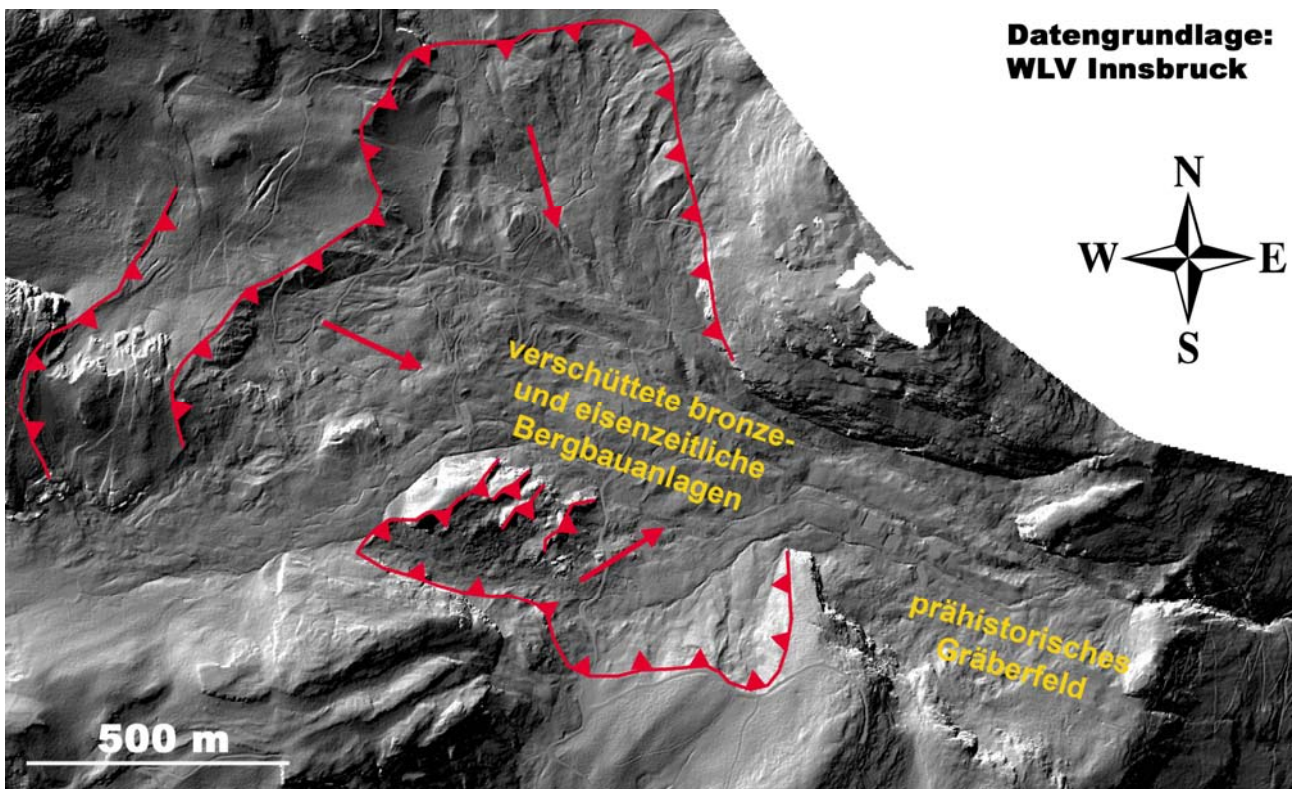 Datengrundlage:
WLV Innsbruck
N
W E
S
verschüttete bronze-
und eisenzeitliche
Bergbauanlagen
prähistorisches
Gräberfeld
500 m